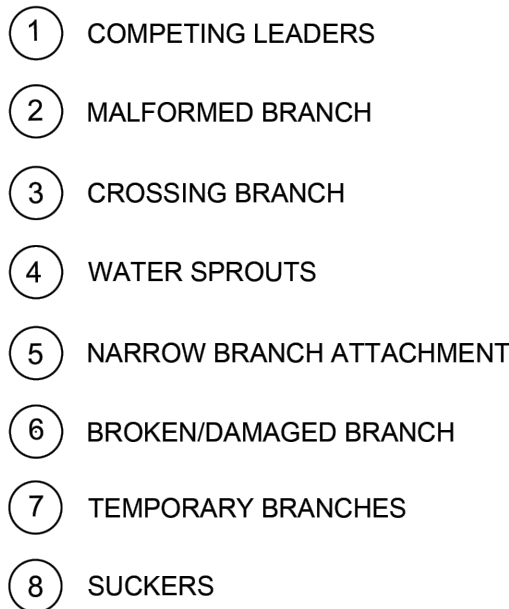 1 COMPETING LEADERS
2 MALFORMED BRANCH
3 CROSSING BRANCH
4 WATER SPROUTS
5 NARROW BRANCH ATTACHMENT
6 BROKEN/DAMAGED BRANCH
7 TEMPORARY BRANCHES
8 SUCKERS